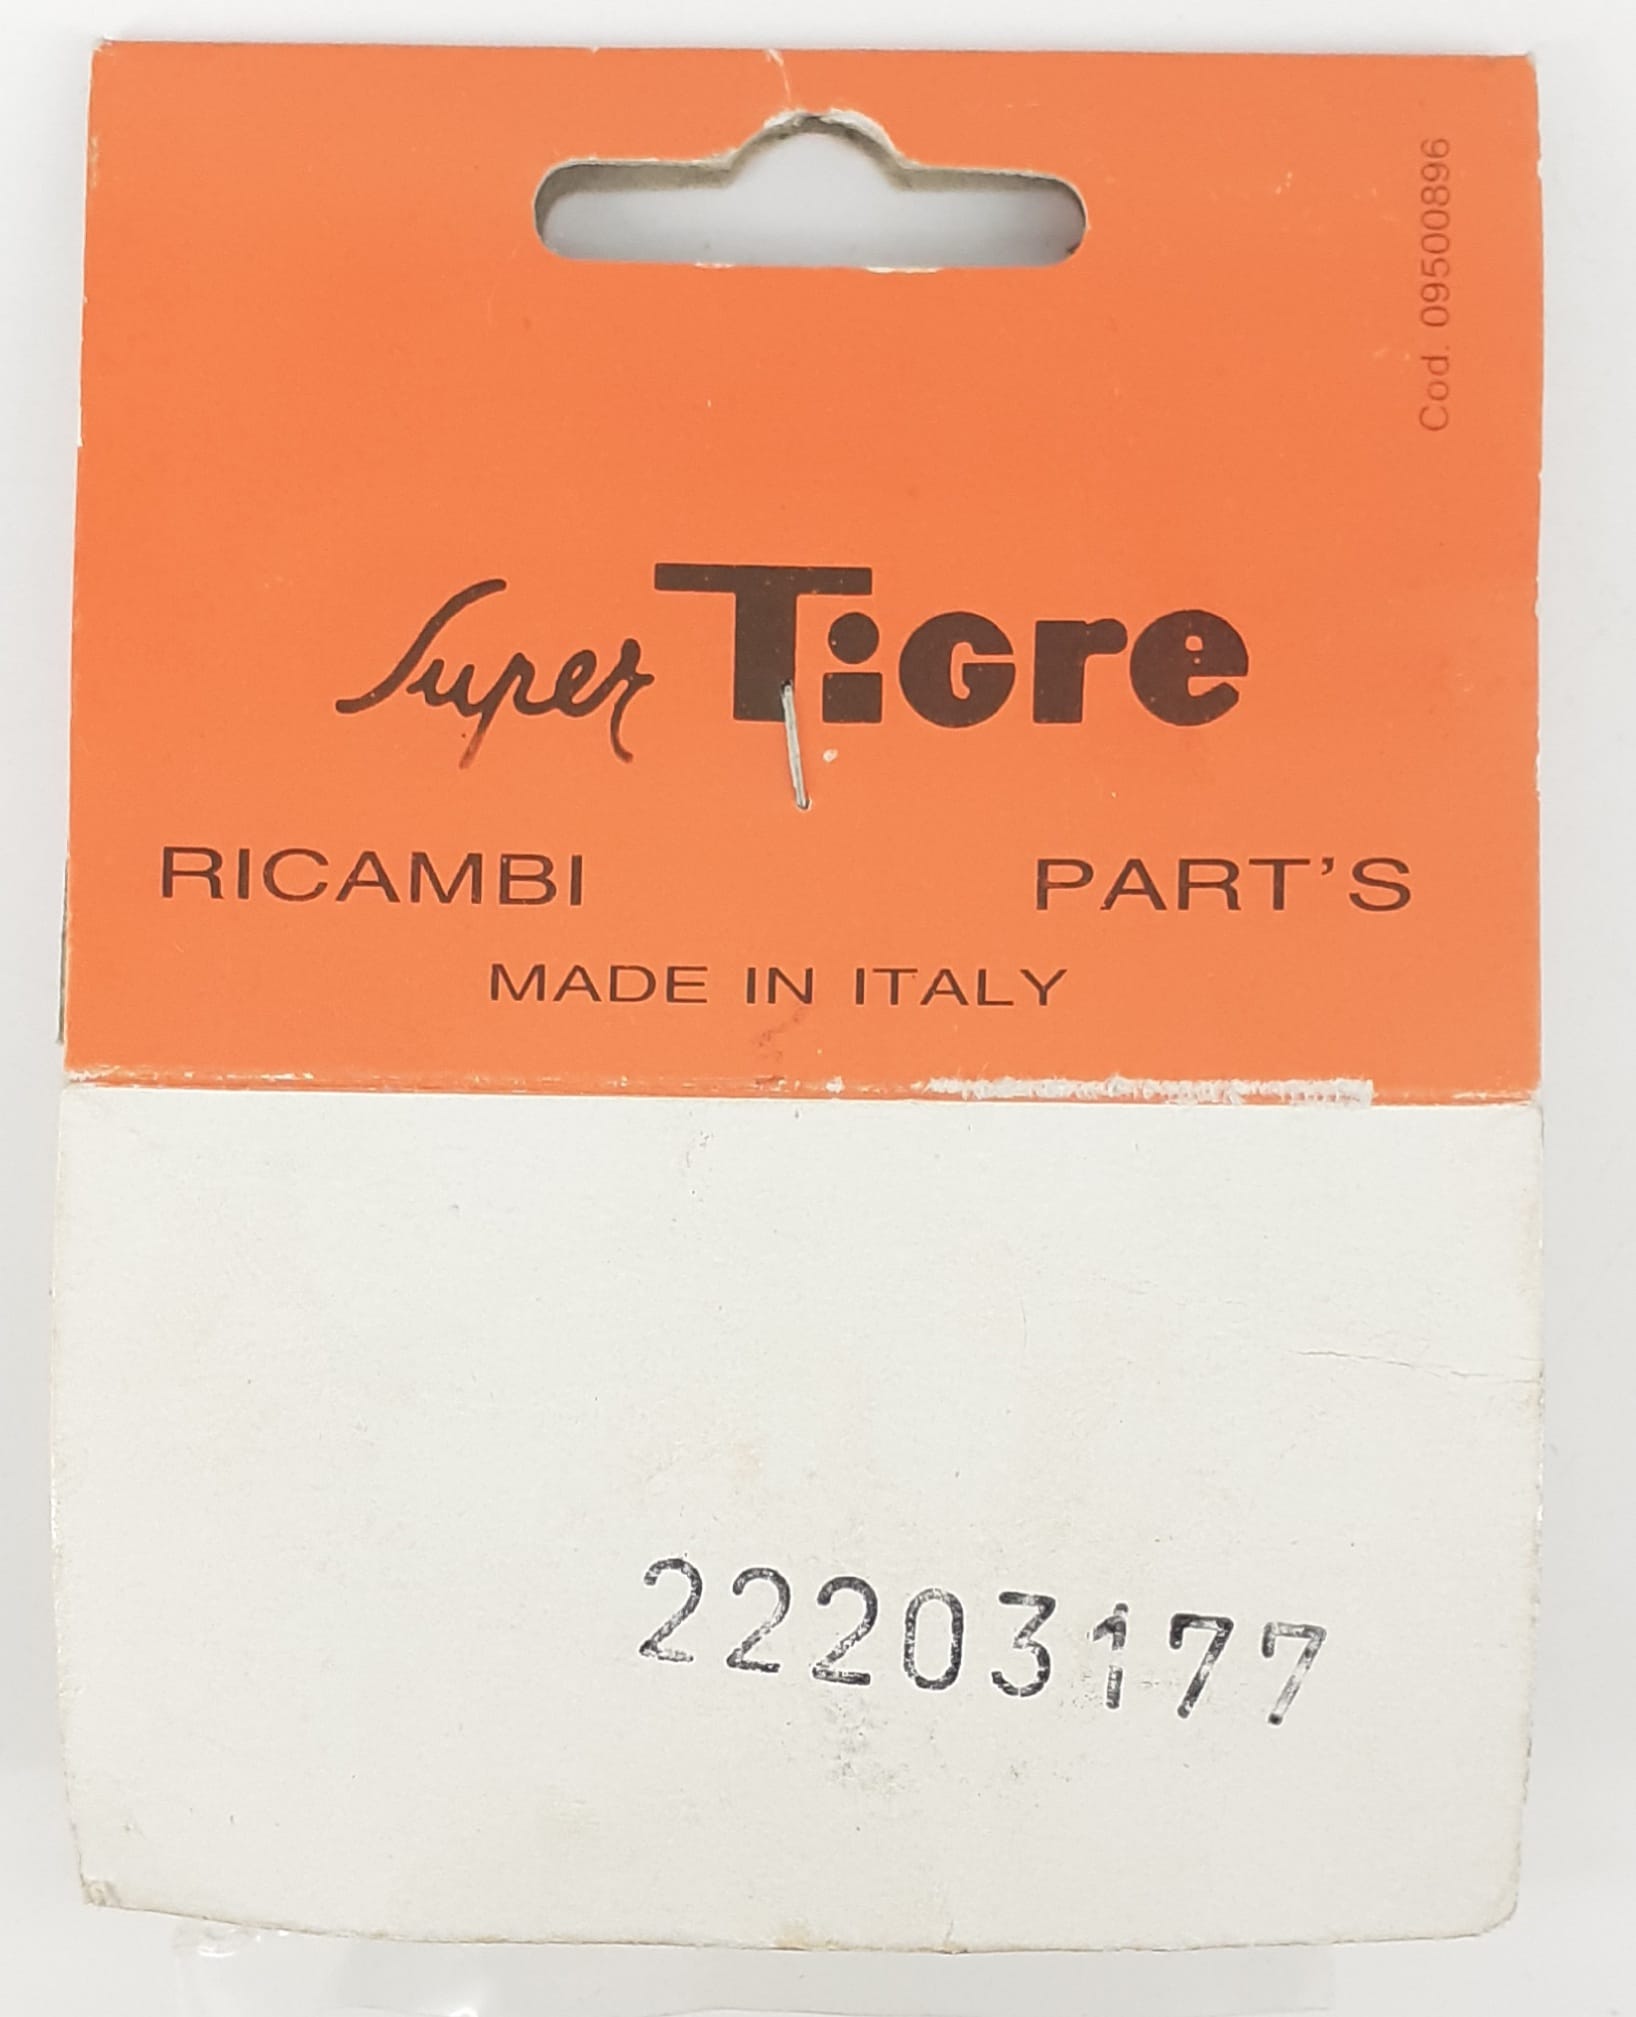 Cod. 09500896
Super Tigre
RICAMBI PART'S
MADE IN ITALY
22203177